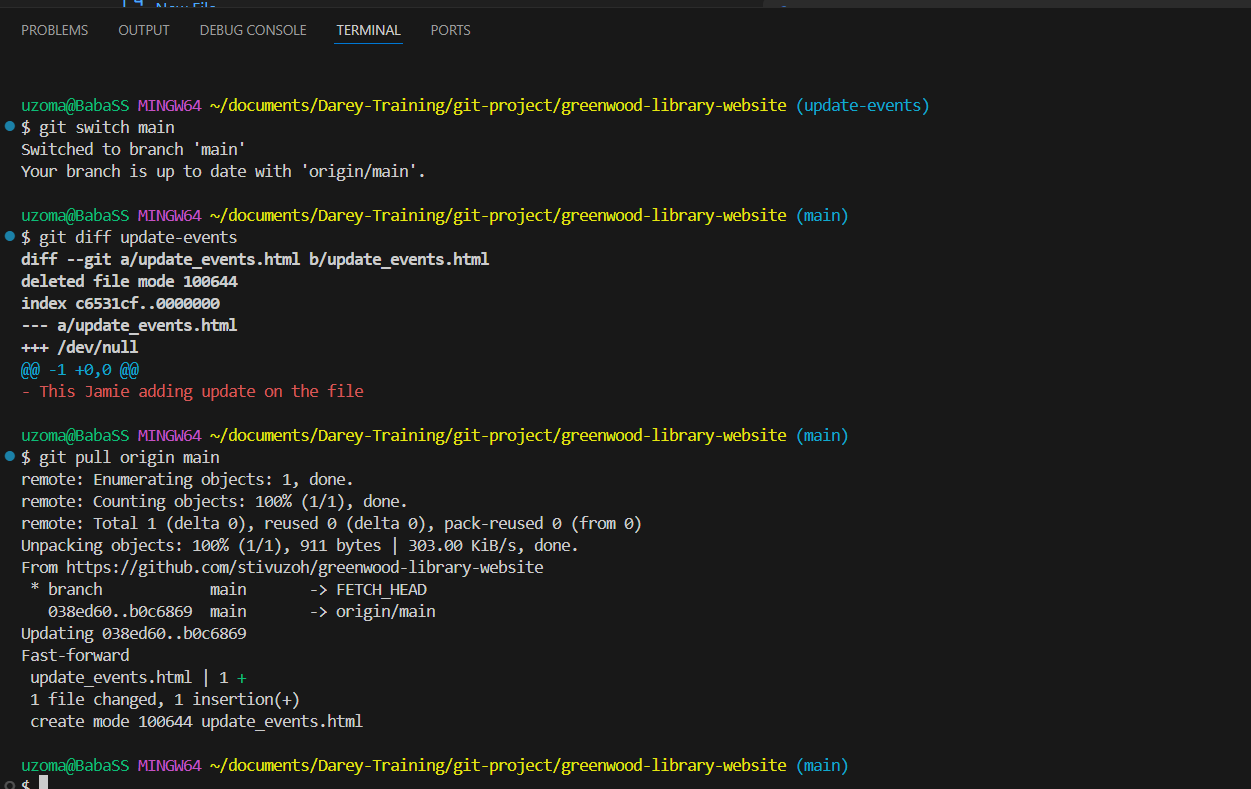 New File
PROBLEMS OUTPUT DEBUG CONSOLE TERMINAL PORTS
uzoma@BabaSS MINGW64 ~/documents/Darey-Training/git-project/greenwood-library-website (update-events)
$ git switch main
Switched to branch 'main'
Your branch is up to date with 'origin/main'.
uzoma@BabaSS MINGW64 ~/documents/Darey-Training/git-project/greenwood-library-website (main)
$ git diff update-events
diff --git a/update_events.html b/update_events.html
deleted file mode 100644
index c6531cf..0000000
--- a/update_events.html
+++ /dev/null
@@ -1 +0,0 @@
- This Jamie adding update on the file
uzoma@BabaSS MINGW64 ~/documents/Darey-Training/git-project/greenwood-library-website (main)
$ git pull origin main
remote: Enumerating objects: 1, done.
remote: Counting objects: 100% (1/1), done.
remote: Total 1 (delta 0), reused 0 (delta 0), pack-reused 0 (from 0)
Unpacking objects: 100% (1/1), 911 bytes | 303.00 KiB/s, done.
From https://github.com/stivuzoh/greenwood-library-website
 * branch            main       -> FETCH_HEAD
   038ed60..b0c6869  main       -> origin/main
Updating 038ed60..b0c6869
Fast-forward
 update_events.html | 1 +
 1 file changed, 1 insertion(+)
 create mode 100644 update_events.html
uzoma@BabaSS MINGW64 ~/documents/Darey-Training/git-project/greenwood-library-website (main)
$